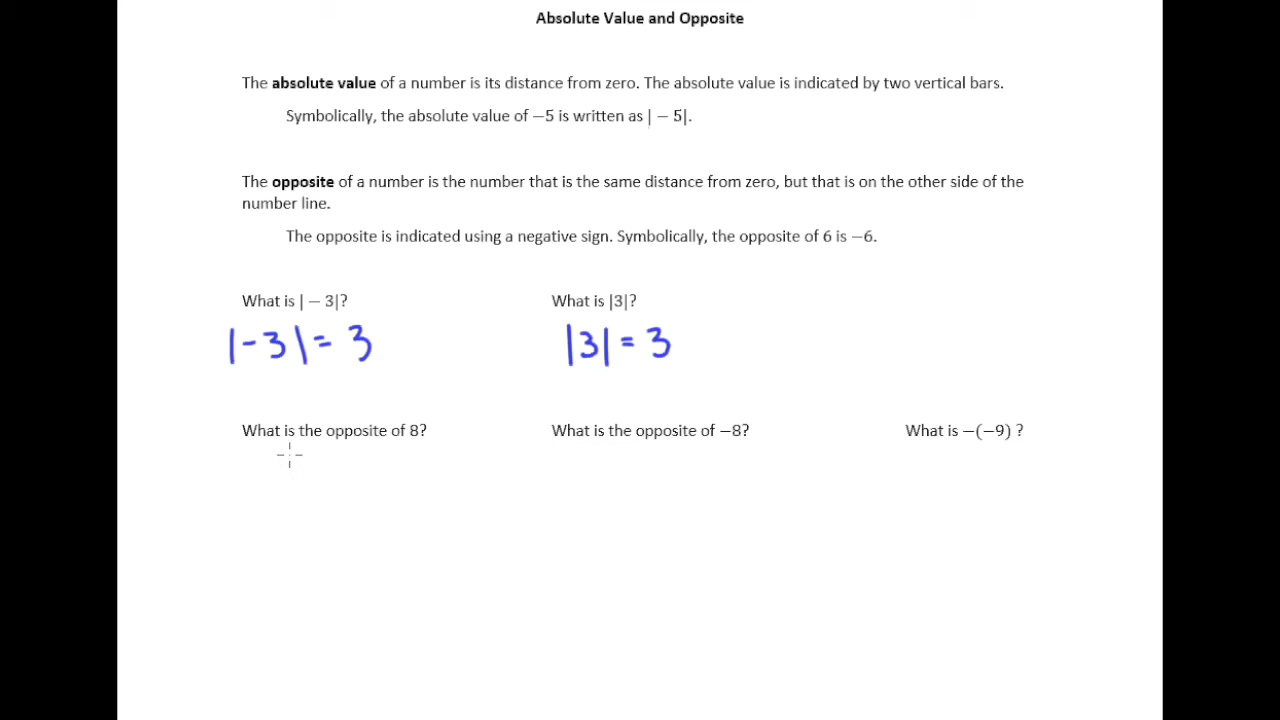 Absolute Value and Opposite
The absolute value of a number is its distance from zero. The absolute value is indicated by two vertical bars.
Symbolically, the absolute value of −5 is written as | − 5|.
The opposite of a number is the number that is the same distance from zero, but that is on the other side of the
number line.
The opposite is indicated using a negative sign. Symbolically, the opposite of 6 is −6.
What is | − 3|? What is |3|?
|-3| = 3 |3| = 3
What is the opposite of 8? What is the opposite of −8? What is −(−9) ?